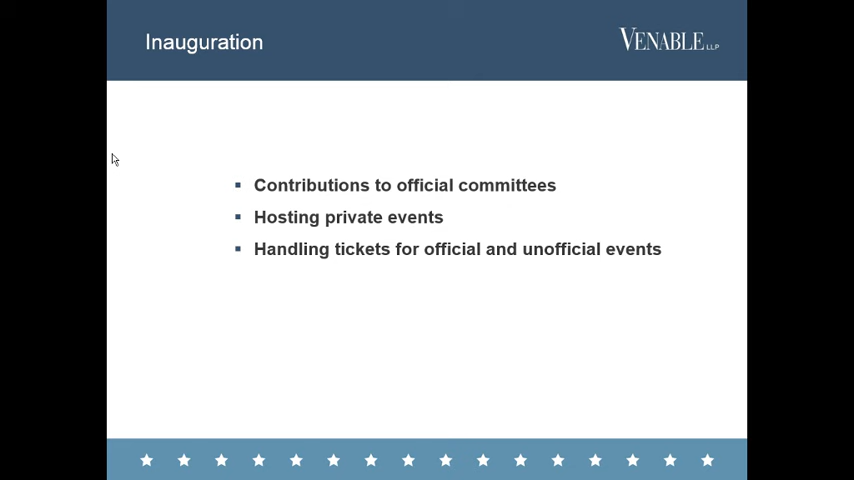 Inauguration
VENABLE LLP
▪ Contributions to official committees
▪ Hosting private events
▪ Handling tickets for official and unofficial events